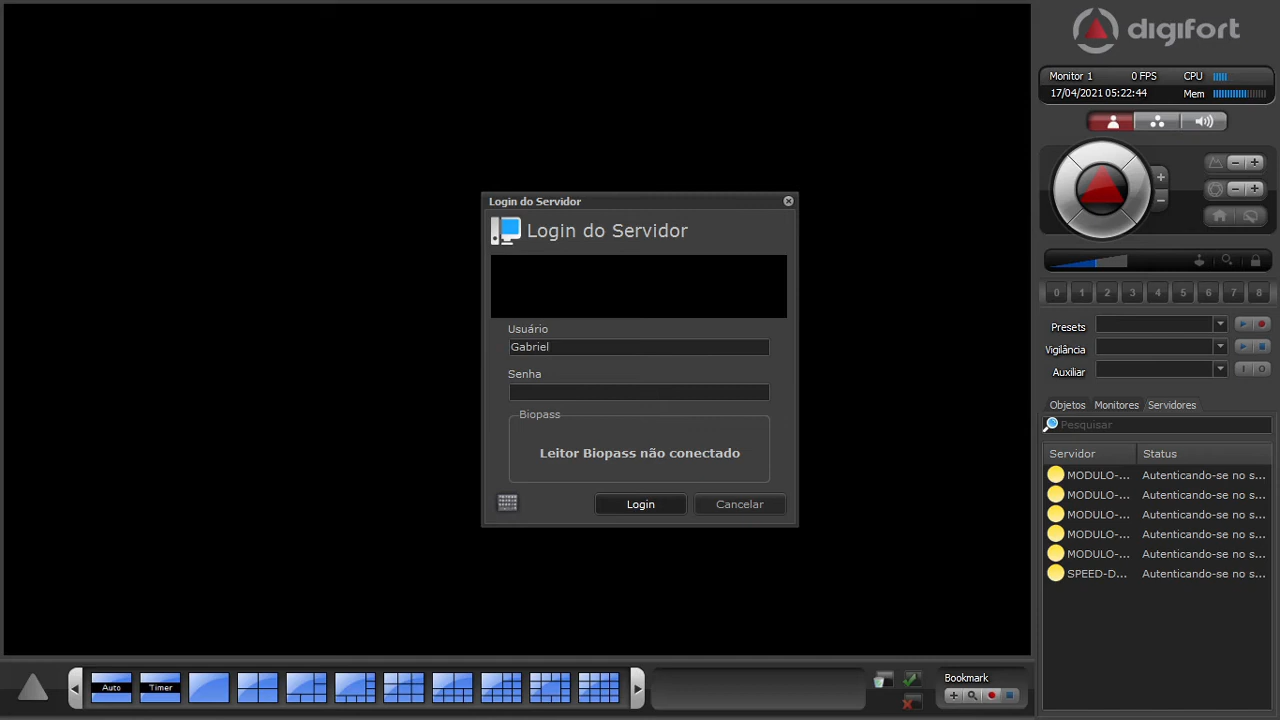 digifort
Monitor 1 0 FPS CPU
17/04/2021 05:22:44 Mem
Login do Servidor
Login do Servidor
Usuário
Gabriel
Senha
Biopass
Leitor Biopass não conectado
Login Cancelar
0 1 2 3 4 5 6 7 8
Presets
Vigilância
Auxiliar
Objetos Monitores Servidores
Pesquisar
Servidor Status
MODULO-... Autenticando-se no s...
MODULO-... Autenticando-se no s...
MODULO-... Autenticando-se no s...
MODULO-... Autenticando-se no s...
MODULO-... Autenticando-se no s...
SPEED-D... Autenticando-se no s...
Auto Timer
Bookmark